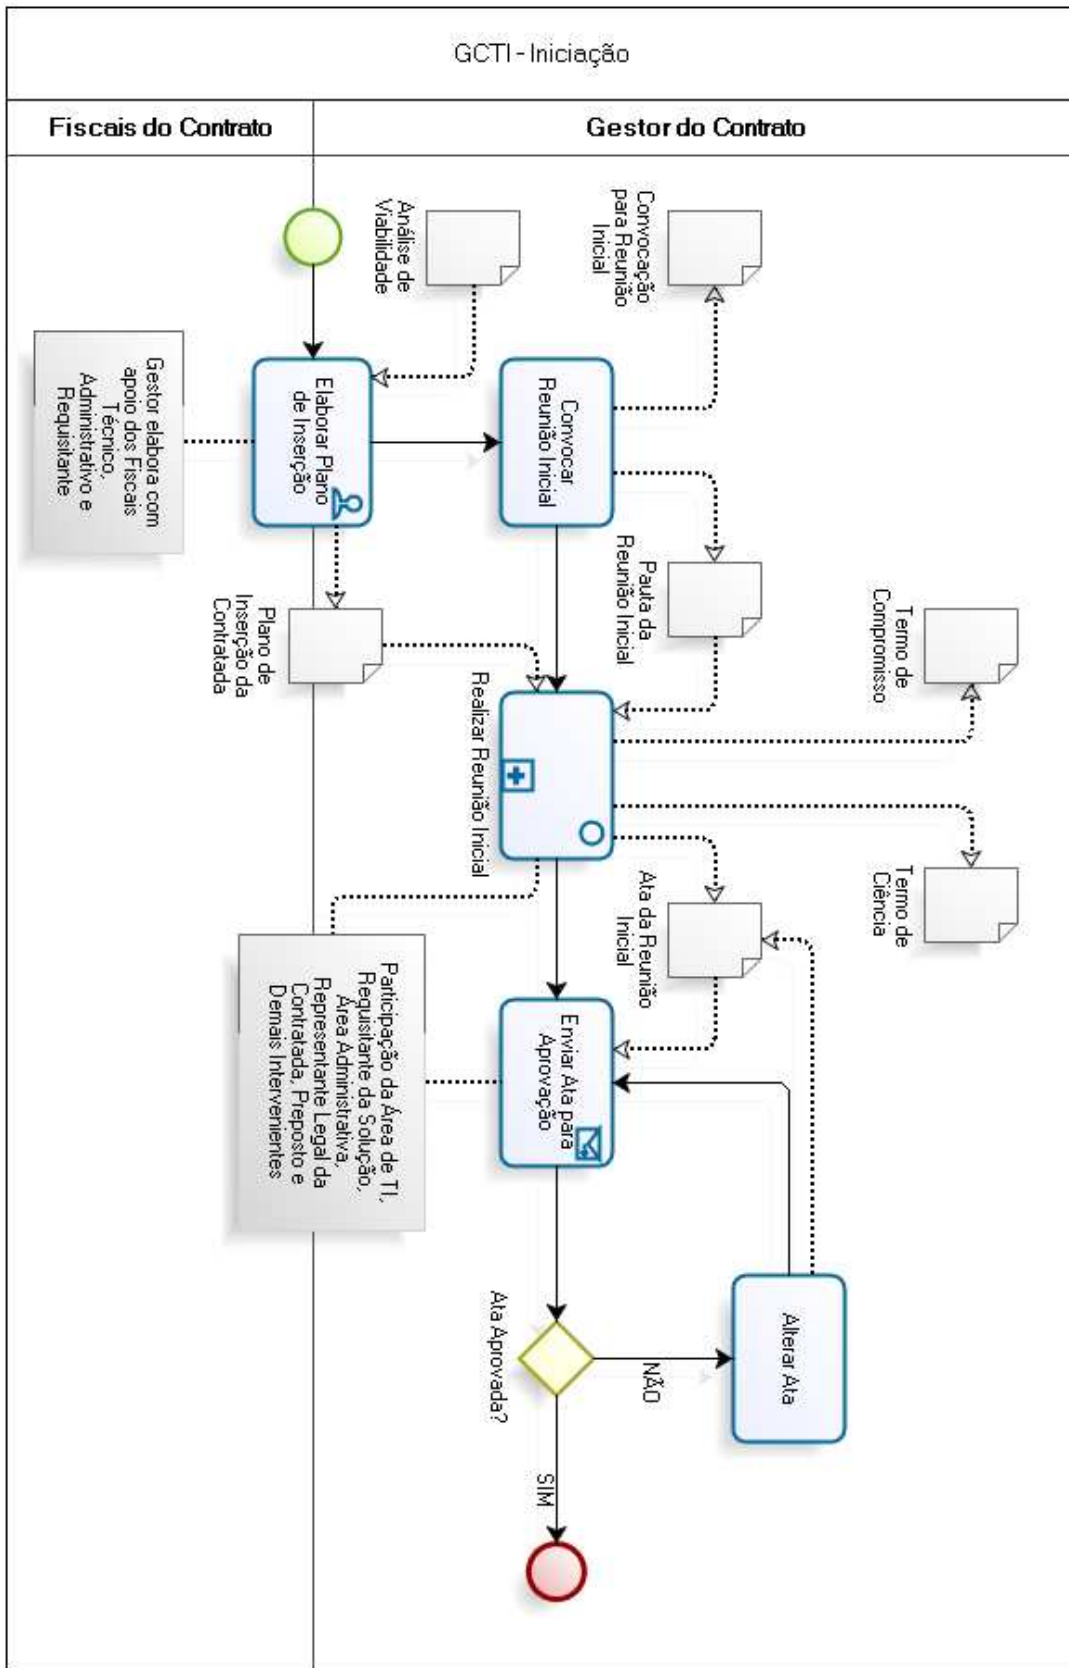 GCTI - Iniciação
Fiscais do Contrato
Gestor do Contrato
Análise de
Viabilidade
Convocação
para Reunião
Inicial
Gestor elabora com
apoio dos Fiscais
Técnico,
Administrativo e
Requisitante
Elaborar Plano
de Inserção
Convocar
Reunião Inicial
Plano de
Inserção da
Contratada
Pauta da
Reunião Inicial
Termo de
Compromisso
Realizar Reunião Inicial
Ata da Reunião
Inicial
Termo de
Ciência
Participação da Área de TI,
Requisitante da Solução,
Área Administrativa,
Representante Legal da
Contratada, Preposto e
Demais Intervenientes
Enviar Ata para
Aprovação
Ata Aprovada?
NÃO
Alterar Ata
SIM